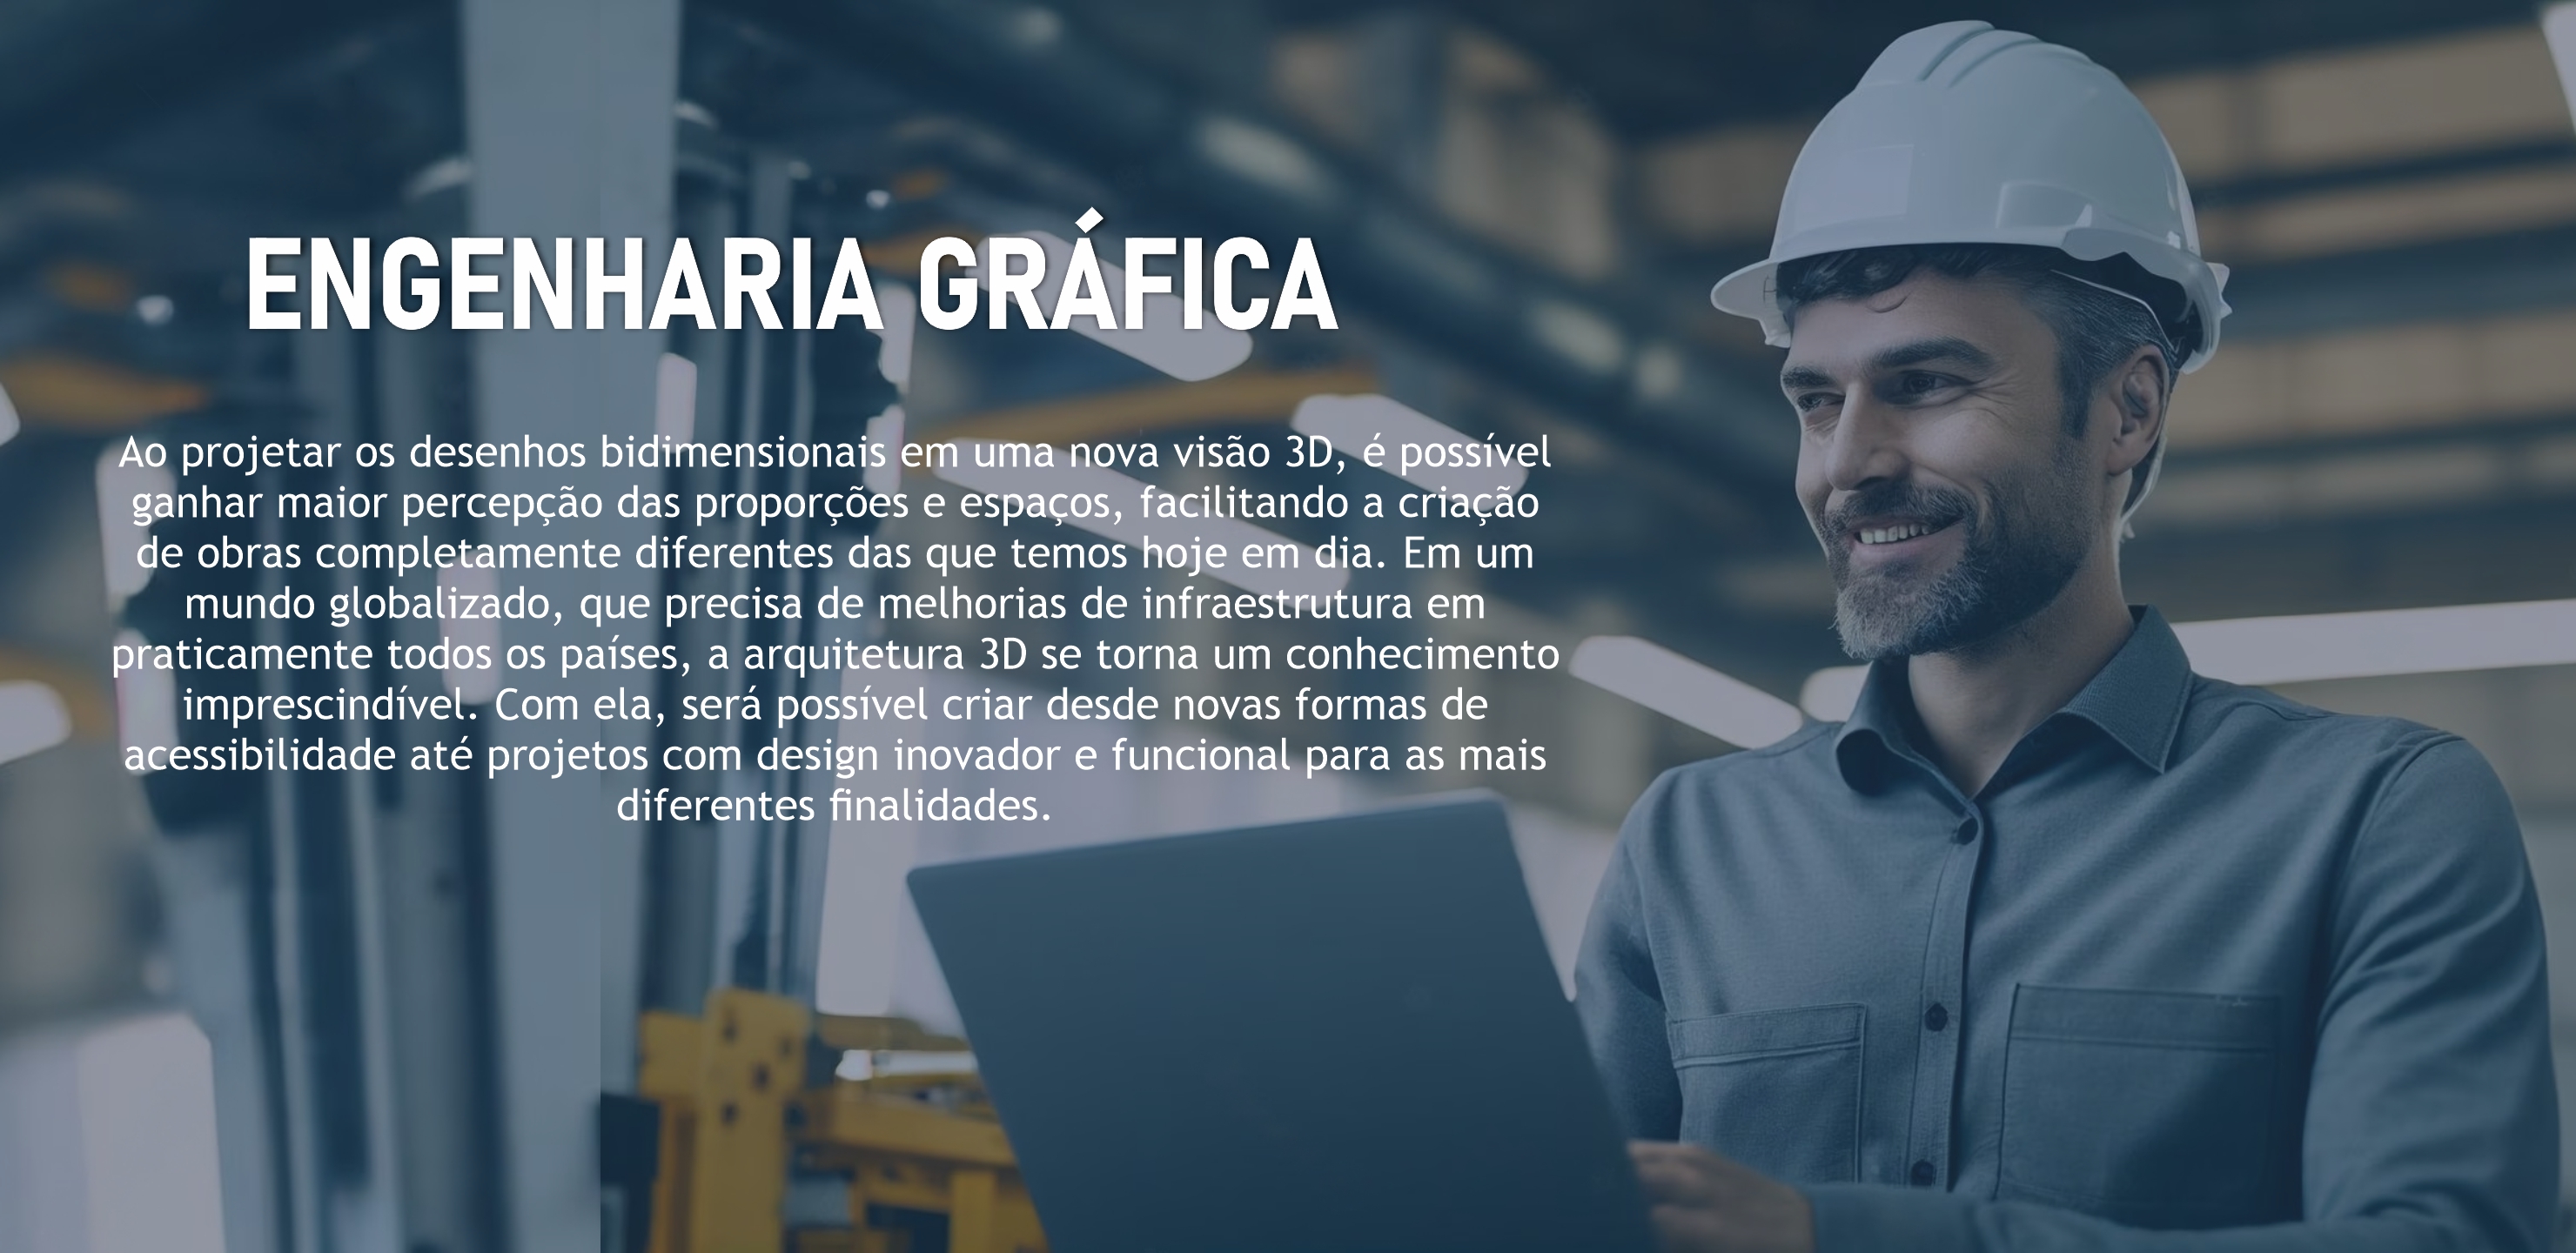 ENGENHARIA GRÁFICA
Ao projetar os desenhos bidimensionais em uma nova visão 3D, é possível
ganhar maior percepção das proporções e espaços, facilitando a criação
de obras completamente diferentes das que temos hoje em dia. Em um
mundo globalizado, que precisa de melhorias de infraestrutura em
praticamente todos os países, a arquitetura 3D se torna um conhecimento
imprescindível. Com ela, será possível criar desde novas formas de
acessibilidade até projetos com design inovador e funcional para as mais
diferentes finalidades.